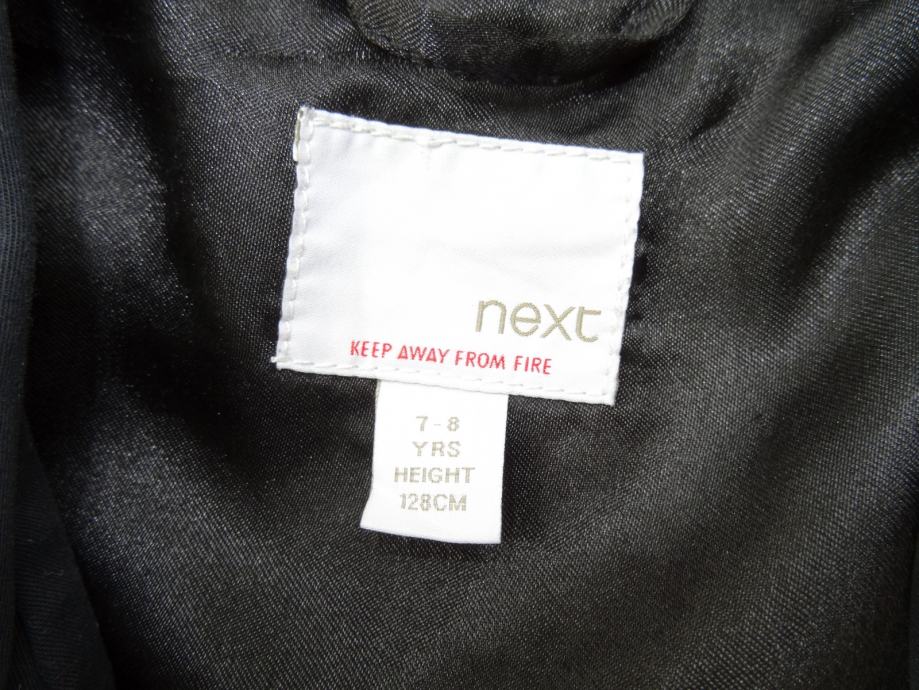 next
KEEP AWAY FROM FIRE
7-8
YRS
HEIGHT
128CM